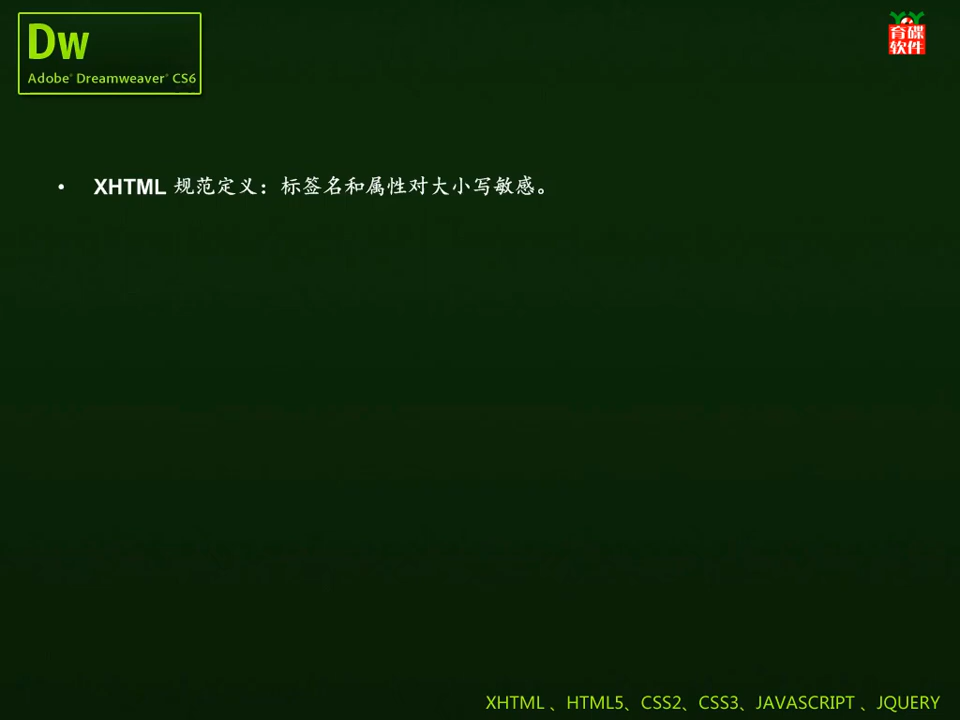 Dw
Adobe® Dreamweaver® CS6
育碟
软件
• XHTML 规范定义：标签名和属性对大小写敏感。
XHTML 、HTML5、CSS2、CSS3、JAVASCRIPT 、JQUERY